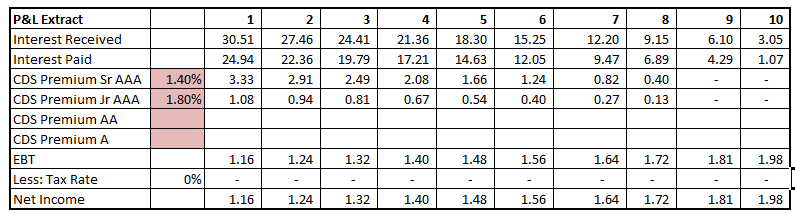 P&L Extract 1 2 3 4 5 6 7 8 9 10
Interest Received 30.51 27.46 24.41 21.36 18.30 15.25 12.20 9.15 6.10 3.05
Interest Paid 24.94 22.36 19.79 17.21 14.63 12.05 9.47 6.89 4.29 1.07
CDS Premium Sr AAA 1.40% 3.33 2.91 2.49 2.08 1.66 1.24 0.82 0.40 - -
CDS Premium Jr AAA 1.80% 1.08 0.94 0.81 0.67 0.54 0.40 0.27 0.13 - -
CDS Premium AA
CDS Premium A
EBT 1.16 1.24 1.32 1.40 1.48 1.56 1.64 1.72 1.81 1.98
Less: Tax Rate 0% - - - - - - - - - -
Net Income 1.16 1.24 1.32 1.40 1.48 1.56 1.64 1.72 1.81 1.98